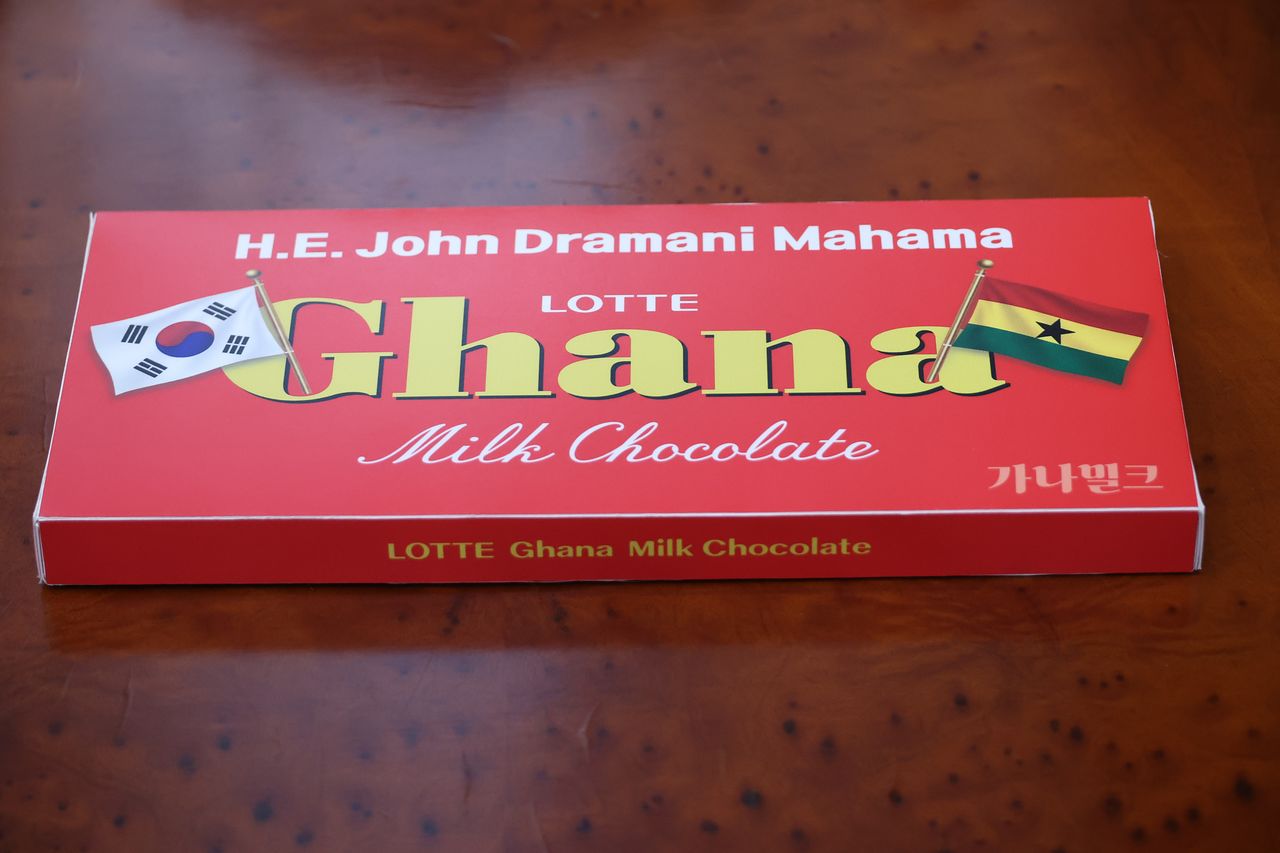 H.E. John Dramani Mahama
LOTTE
Ghana
Milk Chocolate
가나밀크
LOTTE Ghana Milk Chocolate